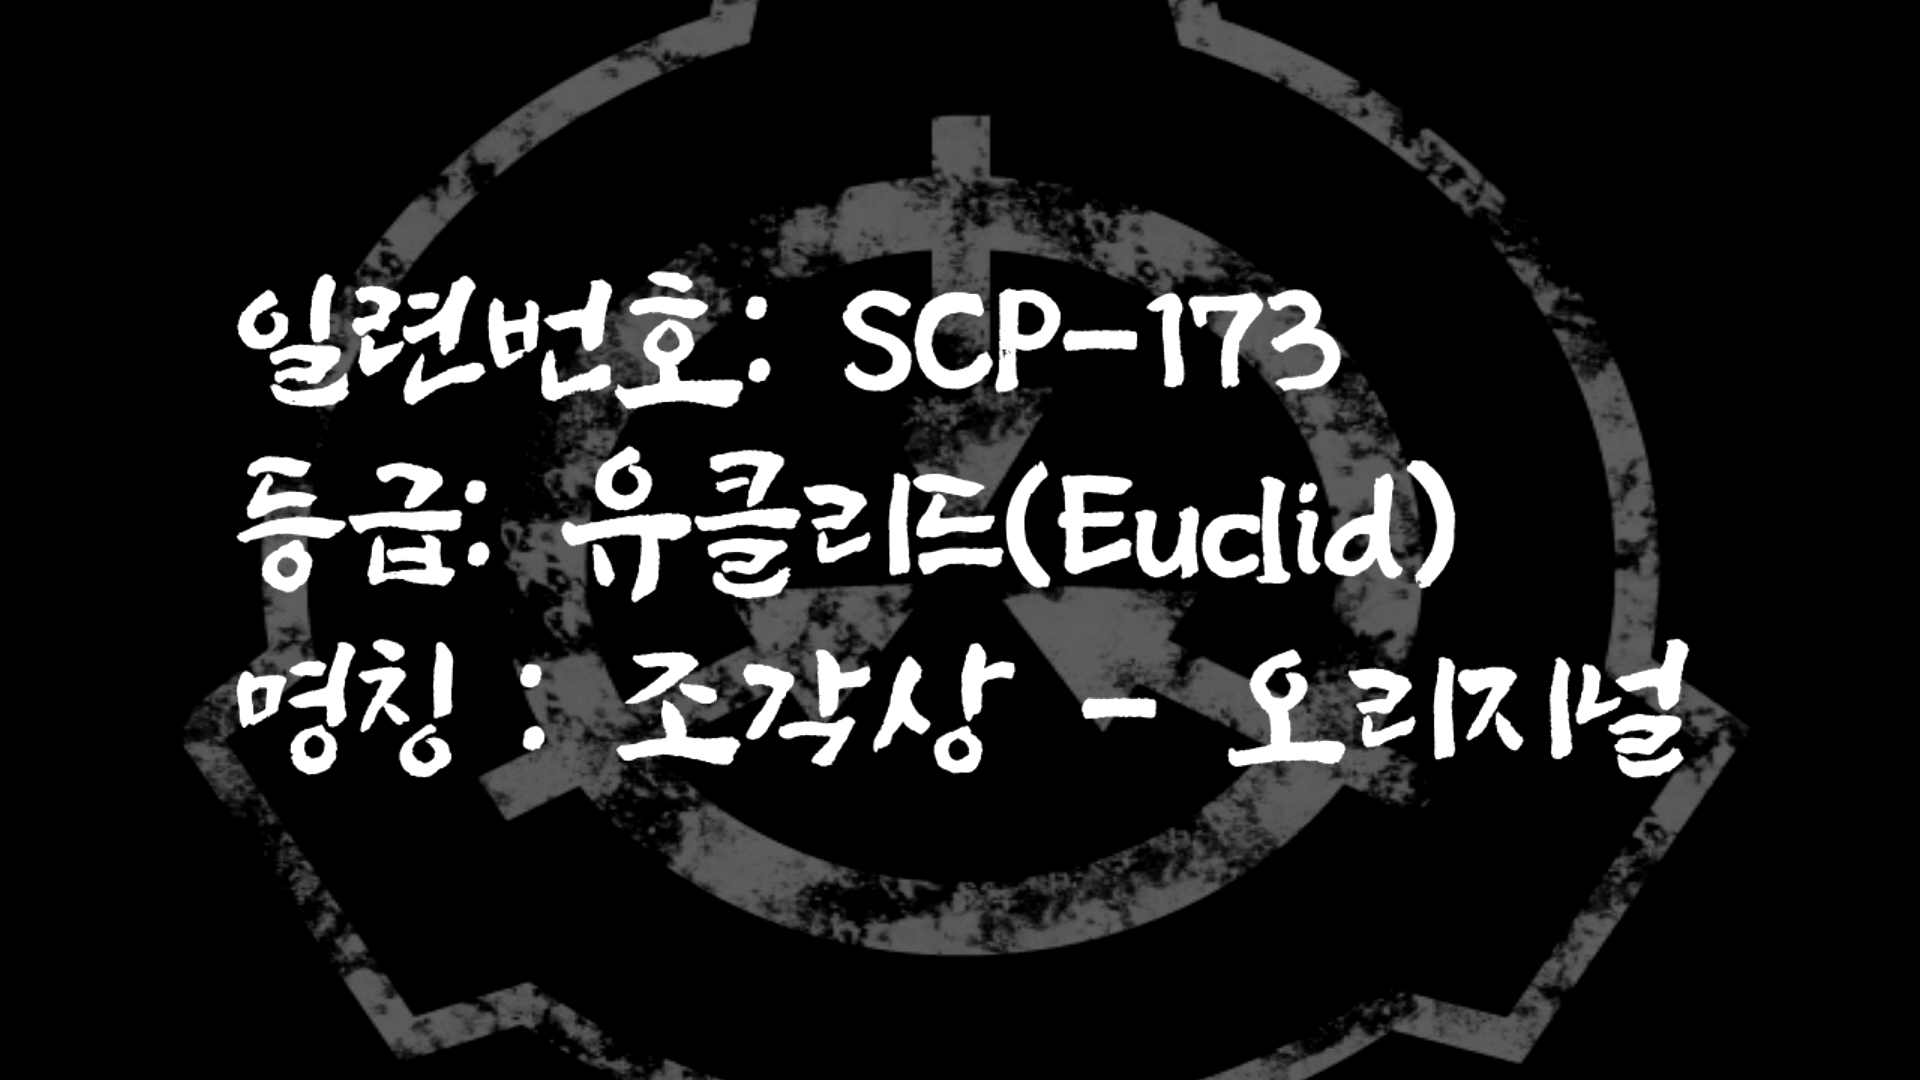 일련번호: SCP-173
등급: 유클리드(Euclid)
명칭 : 조각상 - 오리지널